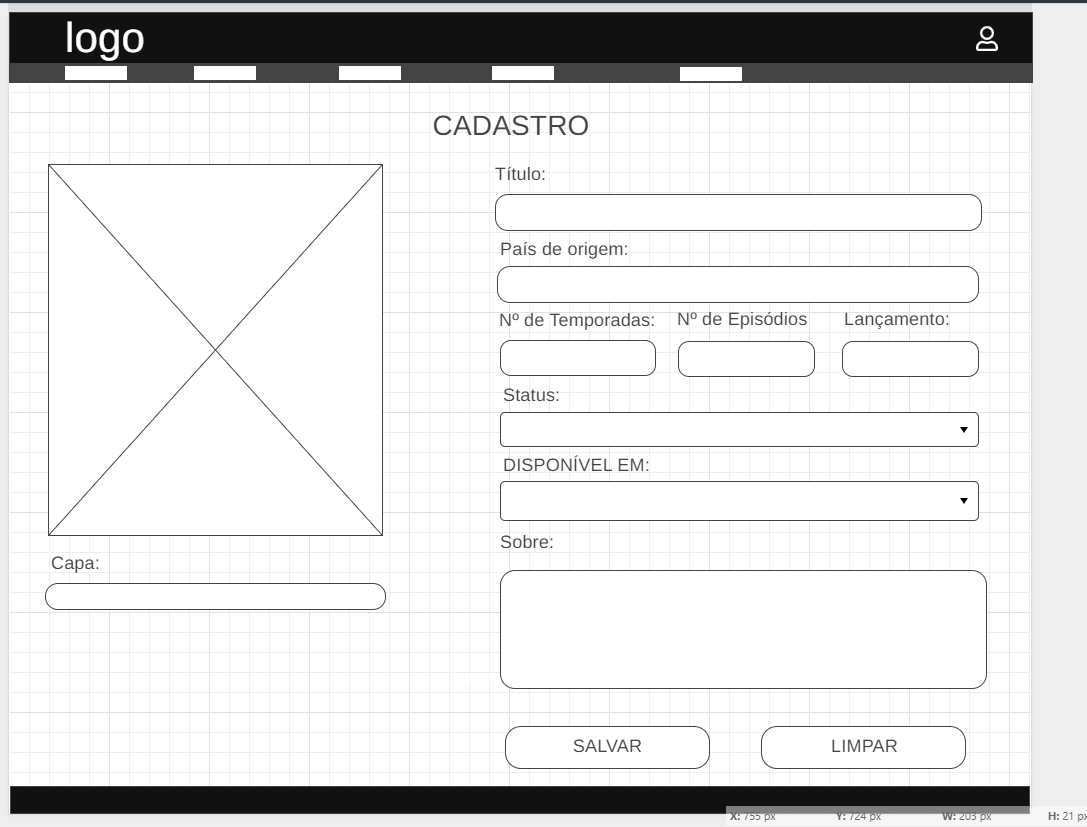 logo
CADASTRO
Título:
País de origem:
Nº de Temporadas: Nº de Episódios Lançamento:
Status:
DISPONÍVEL EM:
Sobre:
Capa:
SALVAR LIMPAR
X: 755 px Y: 724 px W: 203 px H: 21 px